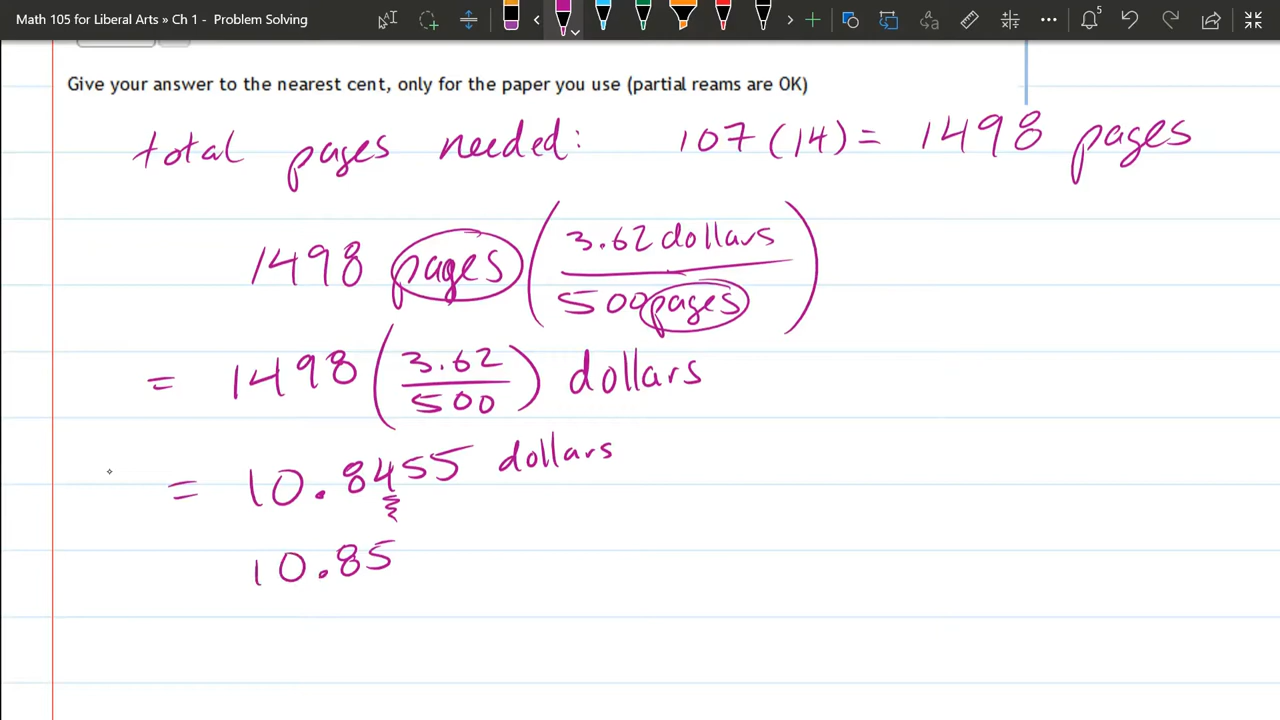 Math 105 for Liberal Arts » Ch 1 - Problem Solving
5
Give your answer to the nearest cent, only for the paper you use (partial reams are OK)
total pages needed: 107 (14) = 1498 pages
1498 pages (3.62 dollars / 500 pages)
= 1498 (3.62 / 500) dollars
= 10.8455 dollars
10.85